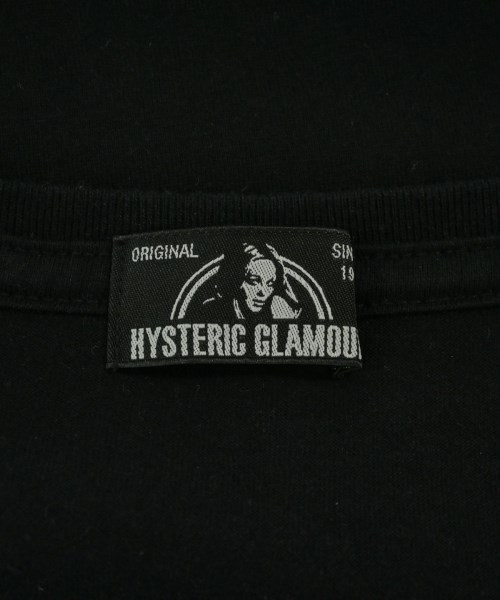 ORIGINAL SIN
19
HYSTERIC GLAMOU